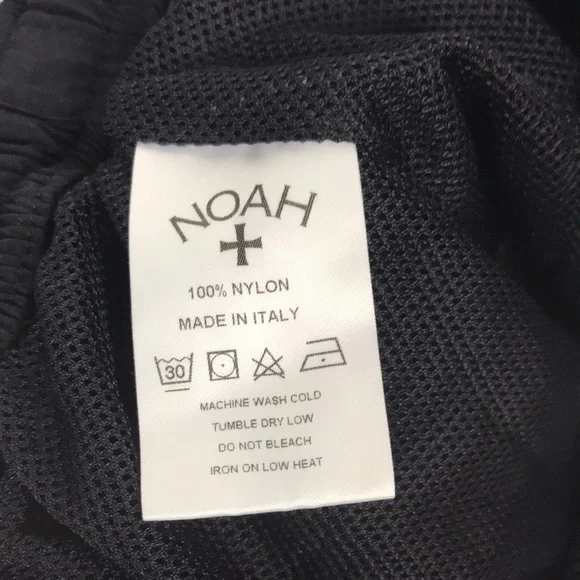 NOAH
100% NYLON
MADE IN ITALY
30
MACHINE WASH COLD
TUMBLE DRY LOW
DO NOT BLEACH
IRON ON LOW HEAT